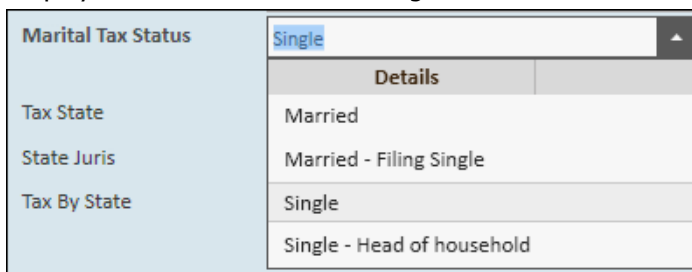 Marital Tax Status Single
Details
Tax State Married
State Juris Married - Filing Single
Tax By State Single
Single - Head of household